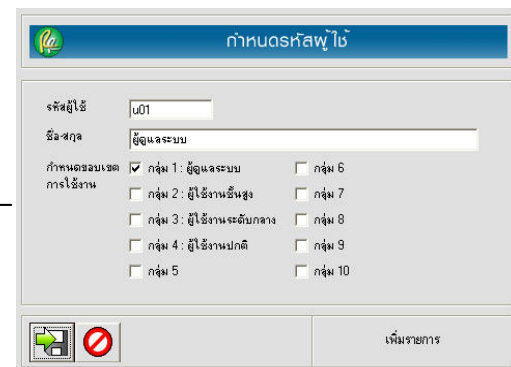 กำหนดรหัสผู้ใช้
รหัสผู้ใช้ u01
ชื่อ-สกุล ผู้ดูแลระบบ
กำหนดขอบเขต
การใช้งาน
กลุ่ม 1 : ผู้ดูแลระบบ กลุ่ม 6
กลุ่ม 2 : ผู้ใช้งานชั้นสูง กลุ่ม 7
กลุ่ม 3 : ผู้ใช้งานระดับกลาง กลุ่ม 8
กลุ่ม 4 : ผู้ใช้งานปกติ กลุ่ม 9
กลุ่ม 5 กลุ่ม 10
เพิ่มรายการ